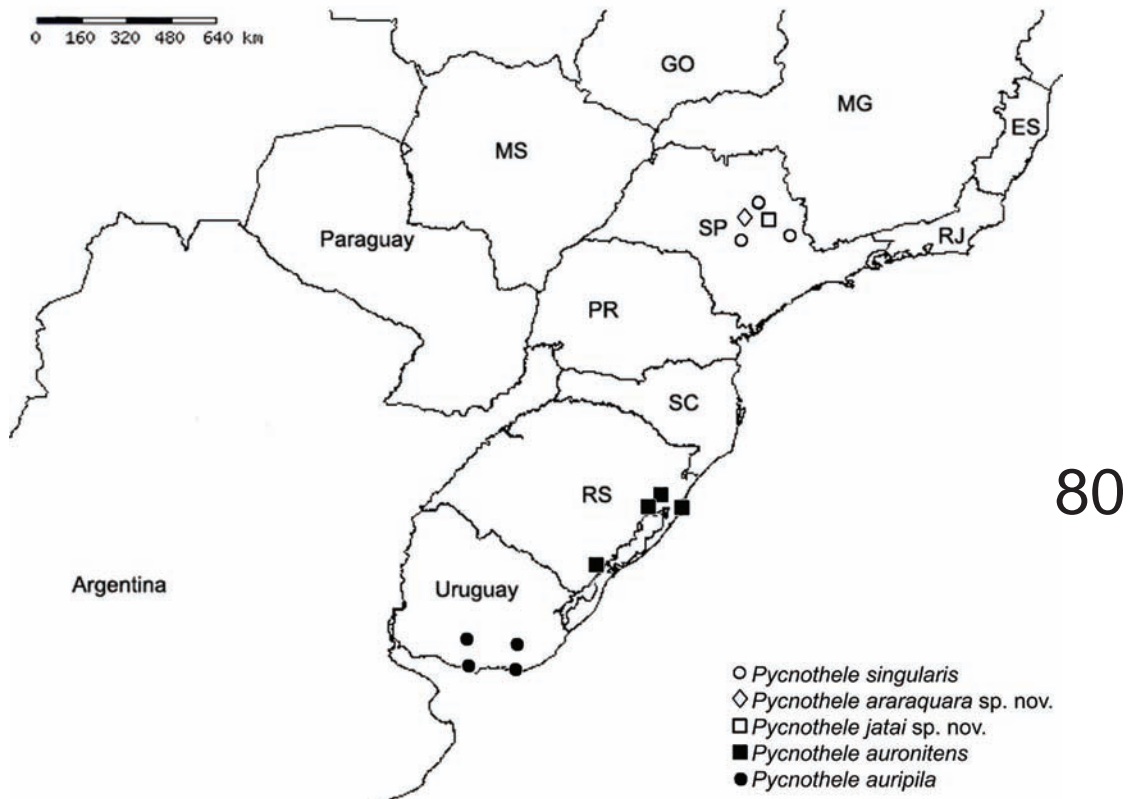 0 160 320 480 640 km
GO
MG
ES
MS
SP
RJ
Paraguay
PR
SC
RS
80
Argentina
Uruguay
Pycnothele singularis
Pycnothele araraquara sp. nov.
Pycnothele jatai sp. nov.
Pycnothele auronitens
Pycnothele auripila